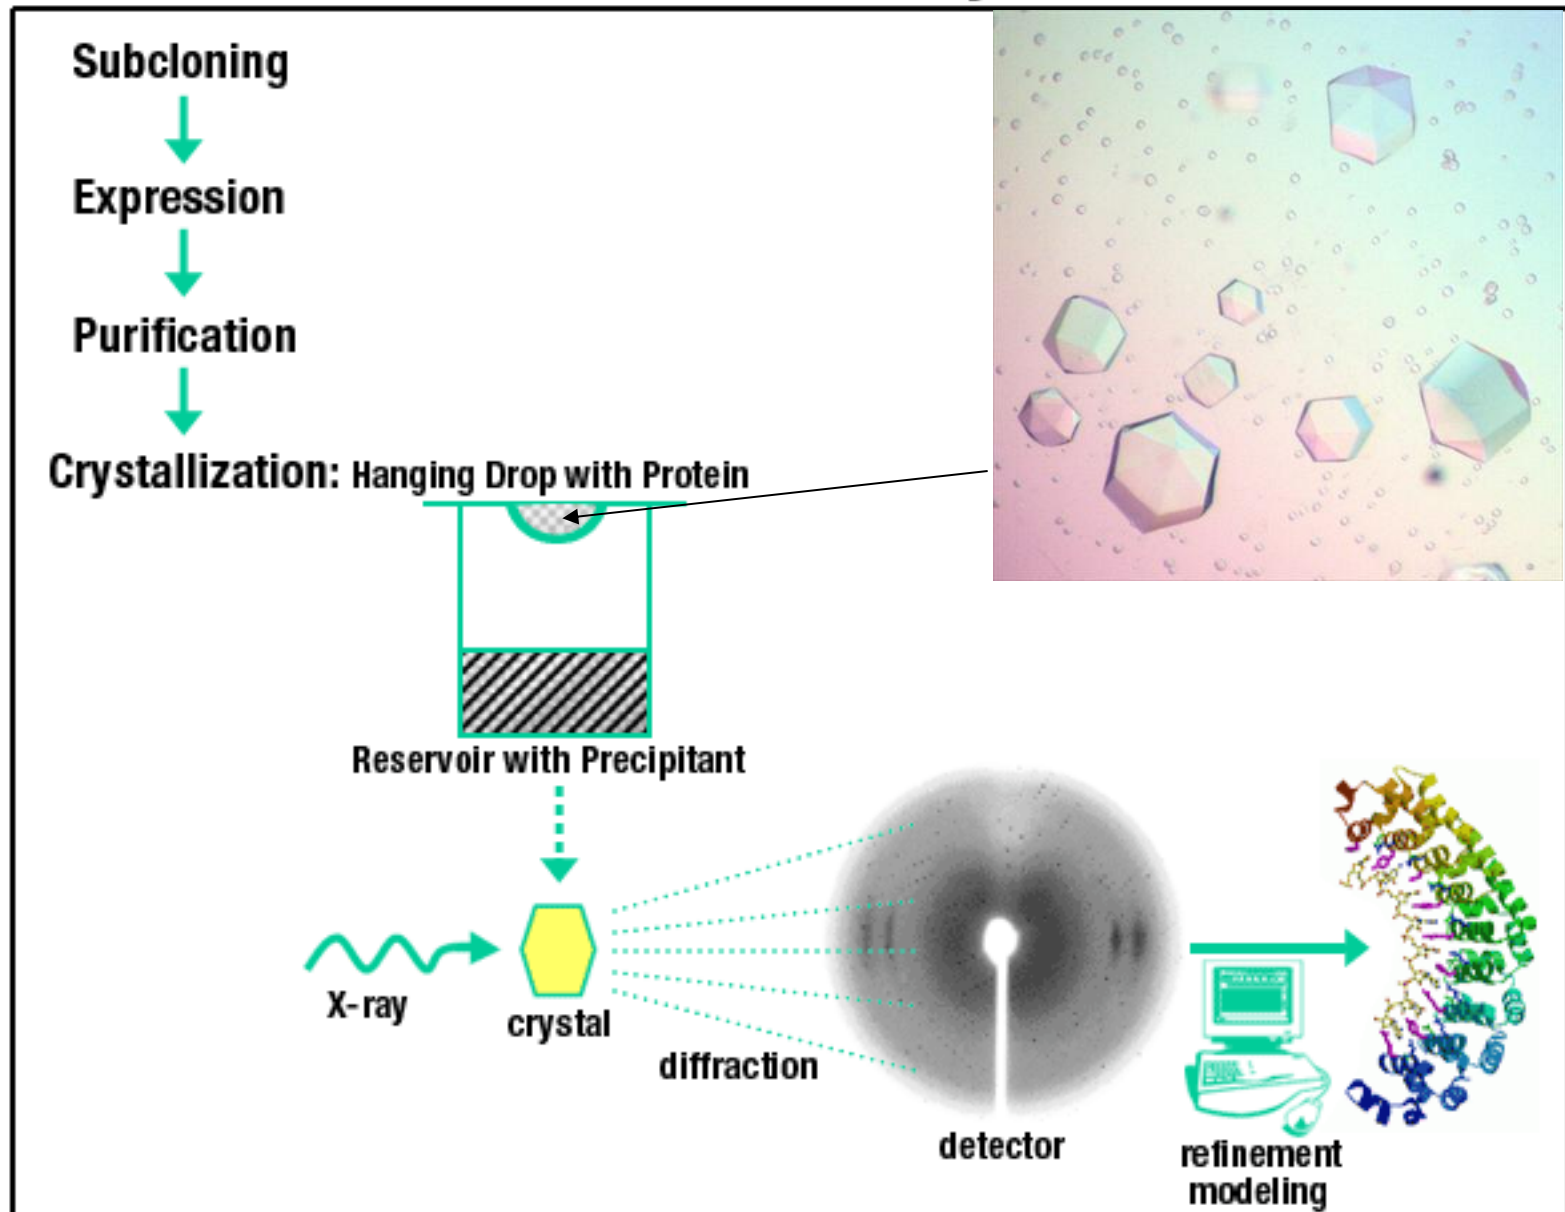 Subcloning
Expression
Purification
Crystallization: Hanging Drop with Protein
Reservoir with Precipitant
X-ray
crystal
diffraction
detector
refinement
modeling